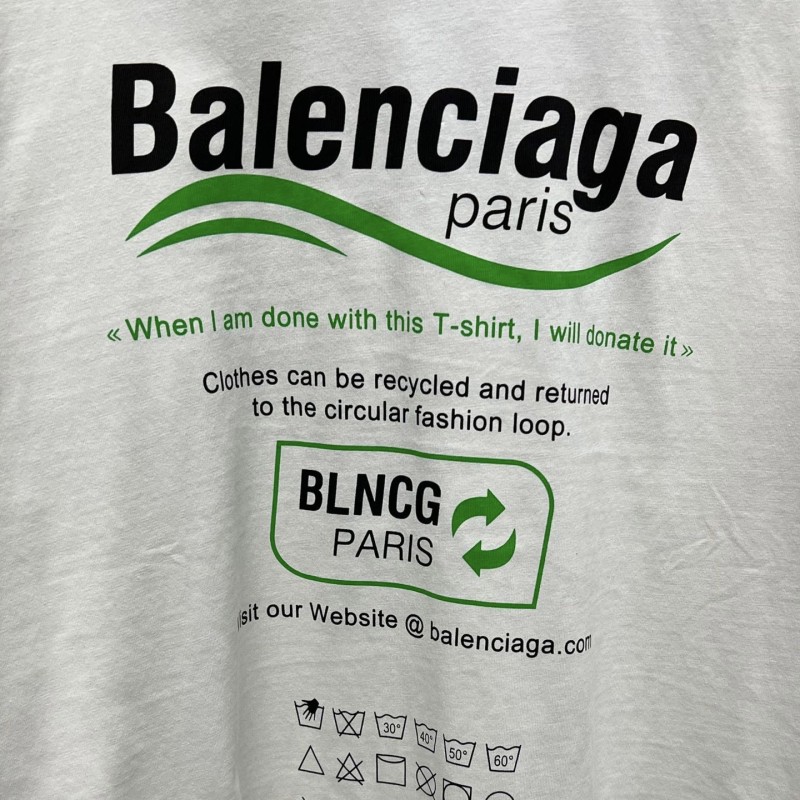 Balenciaga
paris
« When I am done with this T-shirt, I will donate it »
Clothes can be recycled and returned
to the circular fashion loop.
BLNCG
PARIS
isit our Website @ balenciaga.com
30° 40° 50° 60°